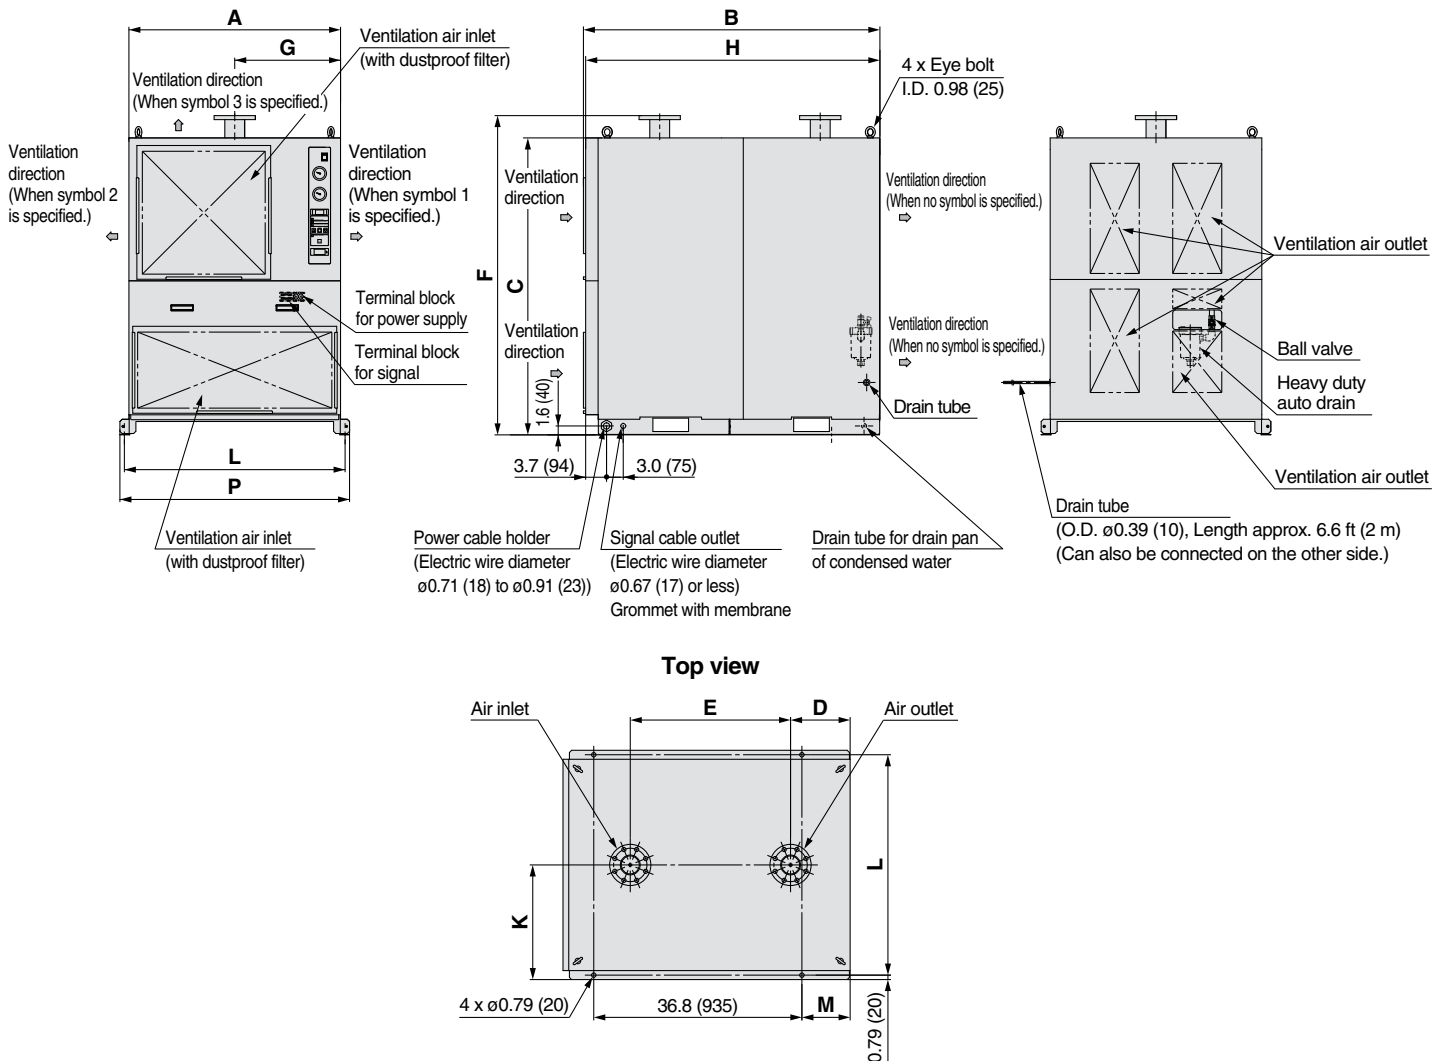 A
G
Ventilation air inlet
(with dustproof filter)
Ventilation direction
(When symbol 3 is specified.)
Ventilation
direction
(When symbol 2
is specified.)
Ventilation
direction
(When symbol 1
is specified.)
Terminal block
for power supply
Terminal block
for signal
L
P
Ventilation air inlet
(with dustproof filter)
B
H
4 x Eye bolt
I.D. 0.98 (25)
F
C
Ventilation
direction
Ventilation direction
(When no symbol is specified.)
Ventilation
direction
Ventilation direction
(When no symbol is specified.)
1.6 (40)
Drain tube
3.7 (94)
3.0 (75)
Power cable holder
(Electric wire diameter
ø0.71 (18) to ø0.91 (23))
Signal cable outlet
(Electric wire diameter
ø0.67 (17) or less)
Grommet with membrane
Drain tube for drain pan
of condensed water
Ventilation air outlet
Ball valve
Heavy duty
auto drain
Ventilation air outlet
Drain tube
(O.D. ø0.39 (10), Length approx. 6.6 ft (2 m)
(Can also be connected on the other side.)
Top view
Air inlet
E
D
Air outlet
K
L
4 x ø0.79 (20)
36.8 (935)
M
0.79 (20)